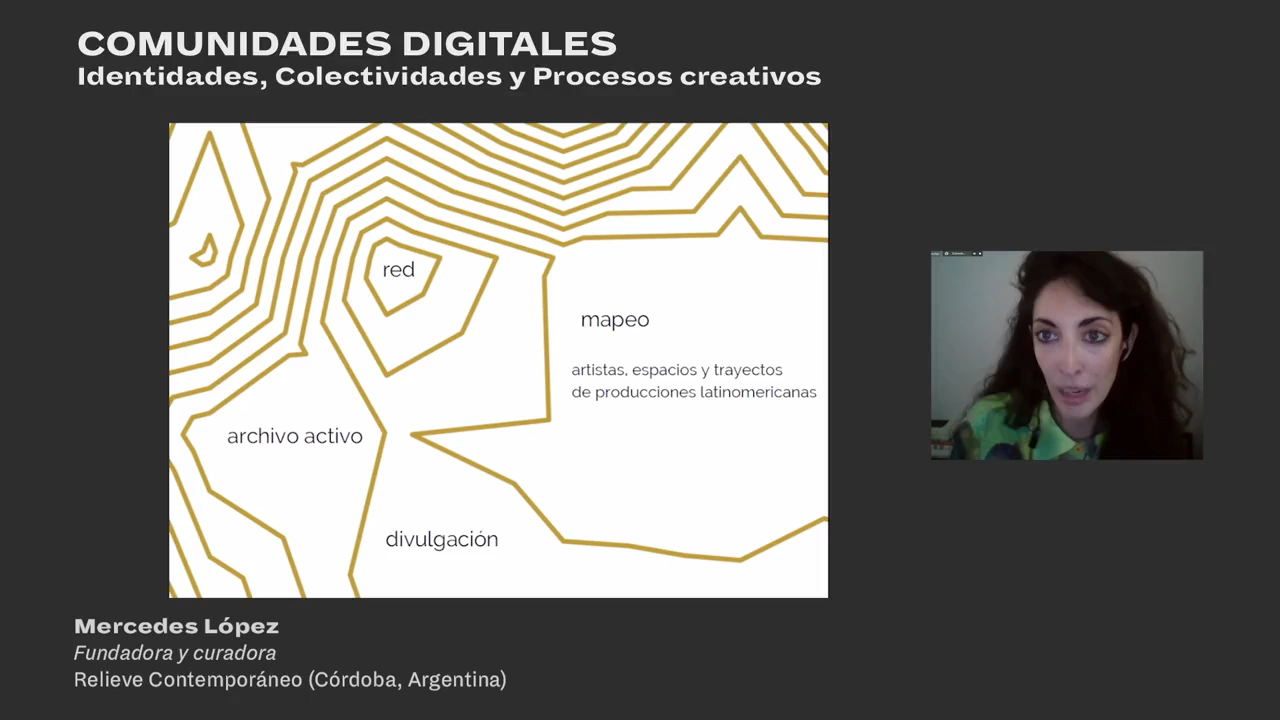 COMUNIDADES DIGITALES
Identidades, Colectividades y Procesos creativos
red
mapeo
artistas, espacios y trayectos
de producciones latinomericanas
archivo activo
divulgación
Mercedes López
Fundadora y curadora
Relieve Contemporáneo (Córdoba, Argentina)